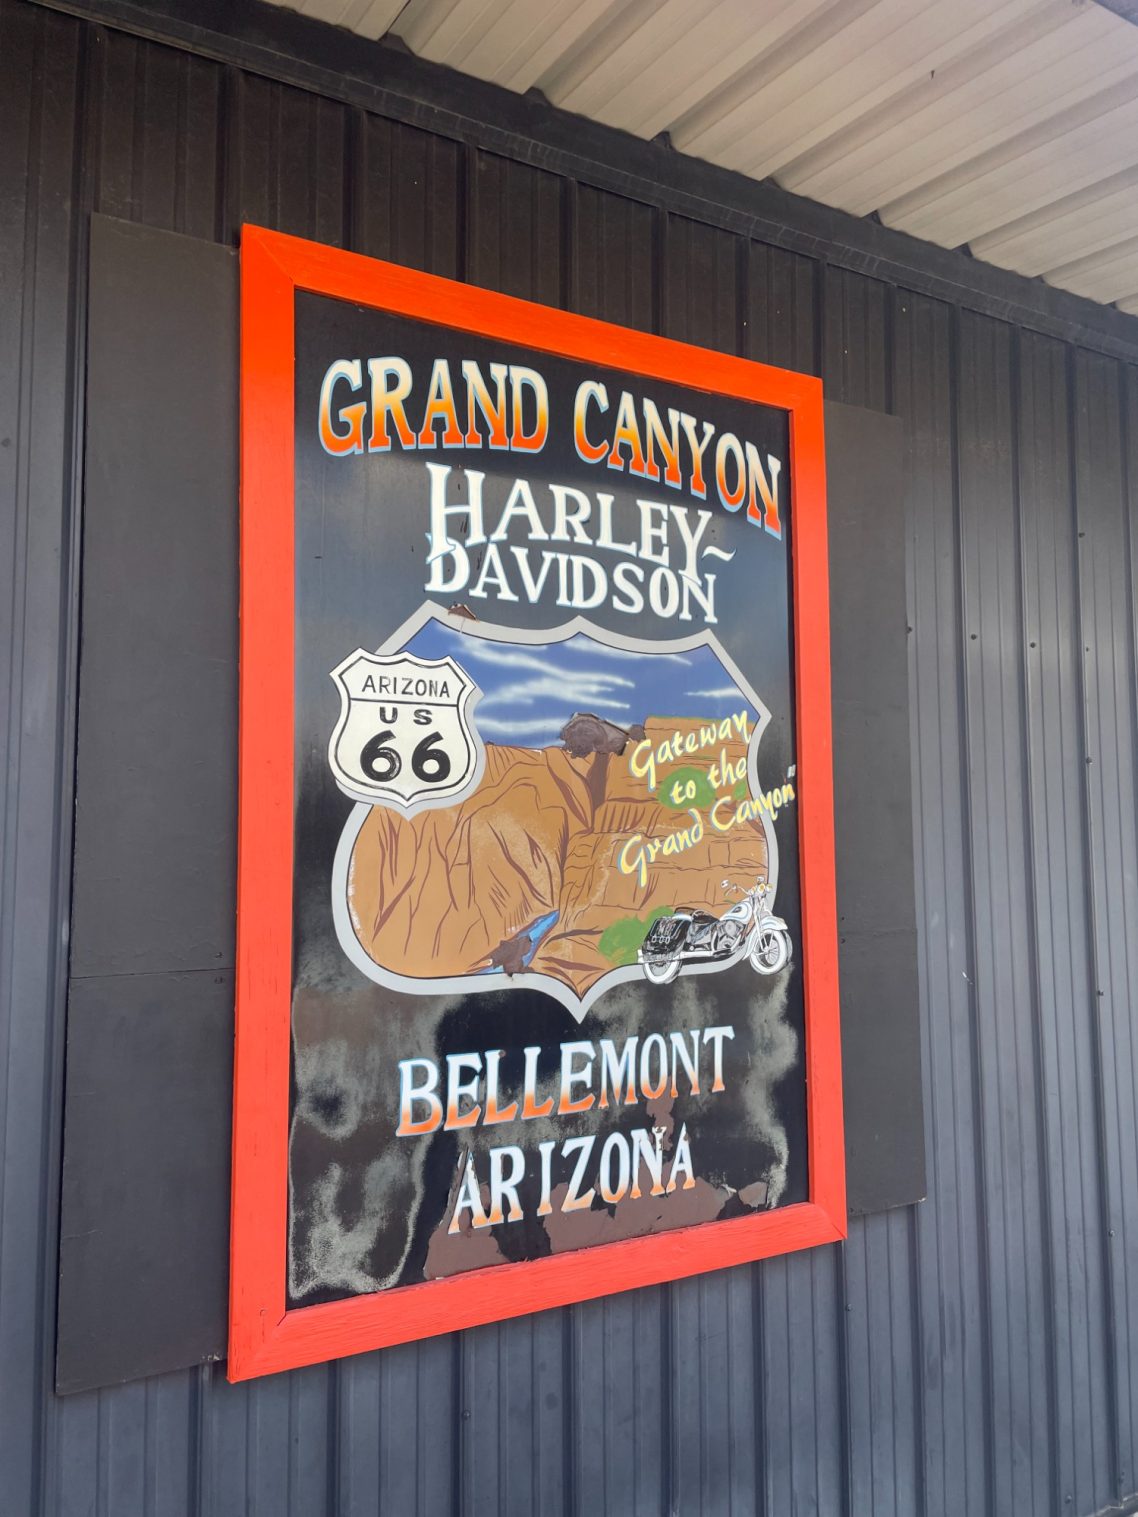 GRAND CANYON
HARLEY-
DAVIDSON
ARIZONA
US
66
Gateway
to the
Grand Canyon"
BELLEMONT
ARIZONA